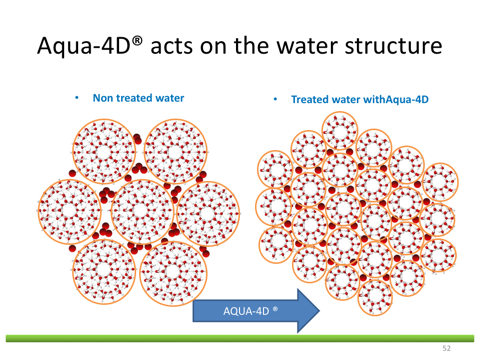 Aqua-4D® acts on the water structure
• Non treated water
• Treated water withAqua-4D
AQUA-4D ®
52